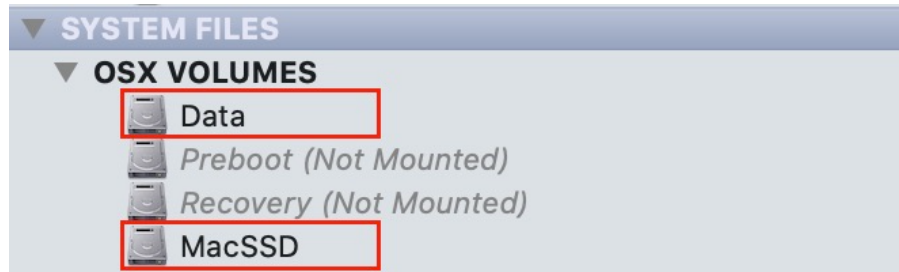 SYSTEM FILES
OSX VOLUMES
Data
Preboot (Not Mounted)
Recovery (Not Mounted)
MacSSD